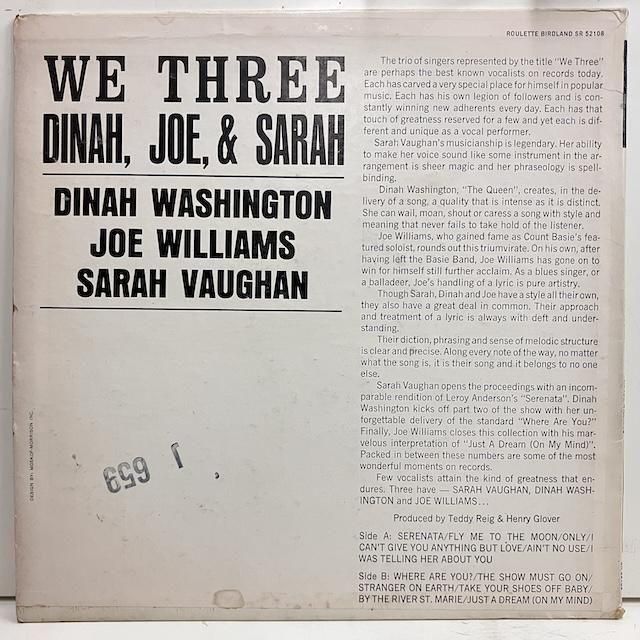 ROULETTE BIRDLAND SR 52108
WE THREE
DINAH, JOE, & SARAH
DINAH WASHINGTON
JOE WILLIAMS
SARAH VAUGHAN
The trio of singers represented by the title "We Three"
are perhaps the best known vocalists on records today.
Each has carved a very special place for himself in popular
music. Each has his own legion of followers and is con-
stantly winning new adherents every day. Each has that
touch of greatness reserved for a few and yet each is dif-
ferent and unique as a vocal performer.
Sarah Vaughan's musicianship is legendary. Her ability
to make her voice sound like some instrument in the ar-
rangement is sheer magic and her phraseology is spell-
binding.
Dinah Washington, "The Queen", creates, in the de-
livery of a song, a quality that is intense as it is distinct.
She can wail, moan, shout or caress a song with style and
meaning that never fails to take hold of the listener.
Joe Williams, who gained fame as Count Basie's fea-
tured soloist, rounds out this triumvirate. On his own, after
having left the Basie Band, Joe Williams has gone on to
win for himself still further acclaim. As a blues singer, or
a balladeer, Joe's handling of a lyric is pure artistry.
Though Sarah, Dinah and Joe have a style all their own,
they also have a great deal in common. Their approach
and treatment of a lyric is always with deft and under-
standing.
Their diction, phrasing and sense of melodic structure
is clear and precise. Along every note of the way, no matter
what the song is, it is their song and it belongs to no one
else.
Sarah Vaughan opens the proceedings with an incom-
parable rendition of Leroy Anderson's "Serenata". Dinah
Washington kicks off part two of the show with her un-
forgettable delivery of the standard "Where Are You?"
Finally, Joe Williams closes this collection with his mar-
velous interpretation of "Just A Dream (On My Mind)".
Packed in between these numbers are some of the most
wonderful moments on records.
Few vocalists attain the kind of greatness that en-
dures. Three have — SARAH VAUGHAN, DINAH WASH-
INGTON and JOE WILLIAMS...
Produced by Teddy Reig & Henry Glover
Side A: SERENATA/FLY ME TO THE MOON/ONLY/I
CAN'T GIVE YOU ANYTHING BUT LOVE/AIN'T NO USE/I
WAS TELLING HER ABOUT YOU
Side B: WHERE ARE YOU?/THE SHOW MUST GO ON/
STRANGER ON EARTH/TAKE YOUR SHOES OFF BABY/
BY THE RIVER ST. MARIE/JUST A DREAM (ON MY MIND)
DESIGN BY: MOSKOF-MORRISON INC.
1 659